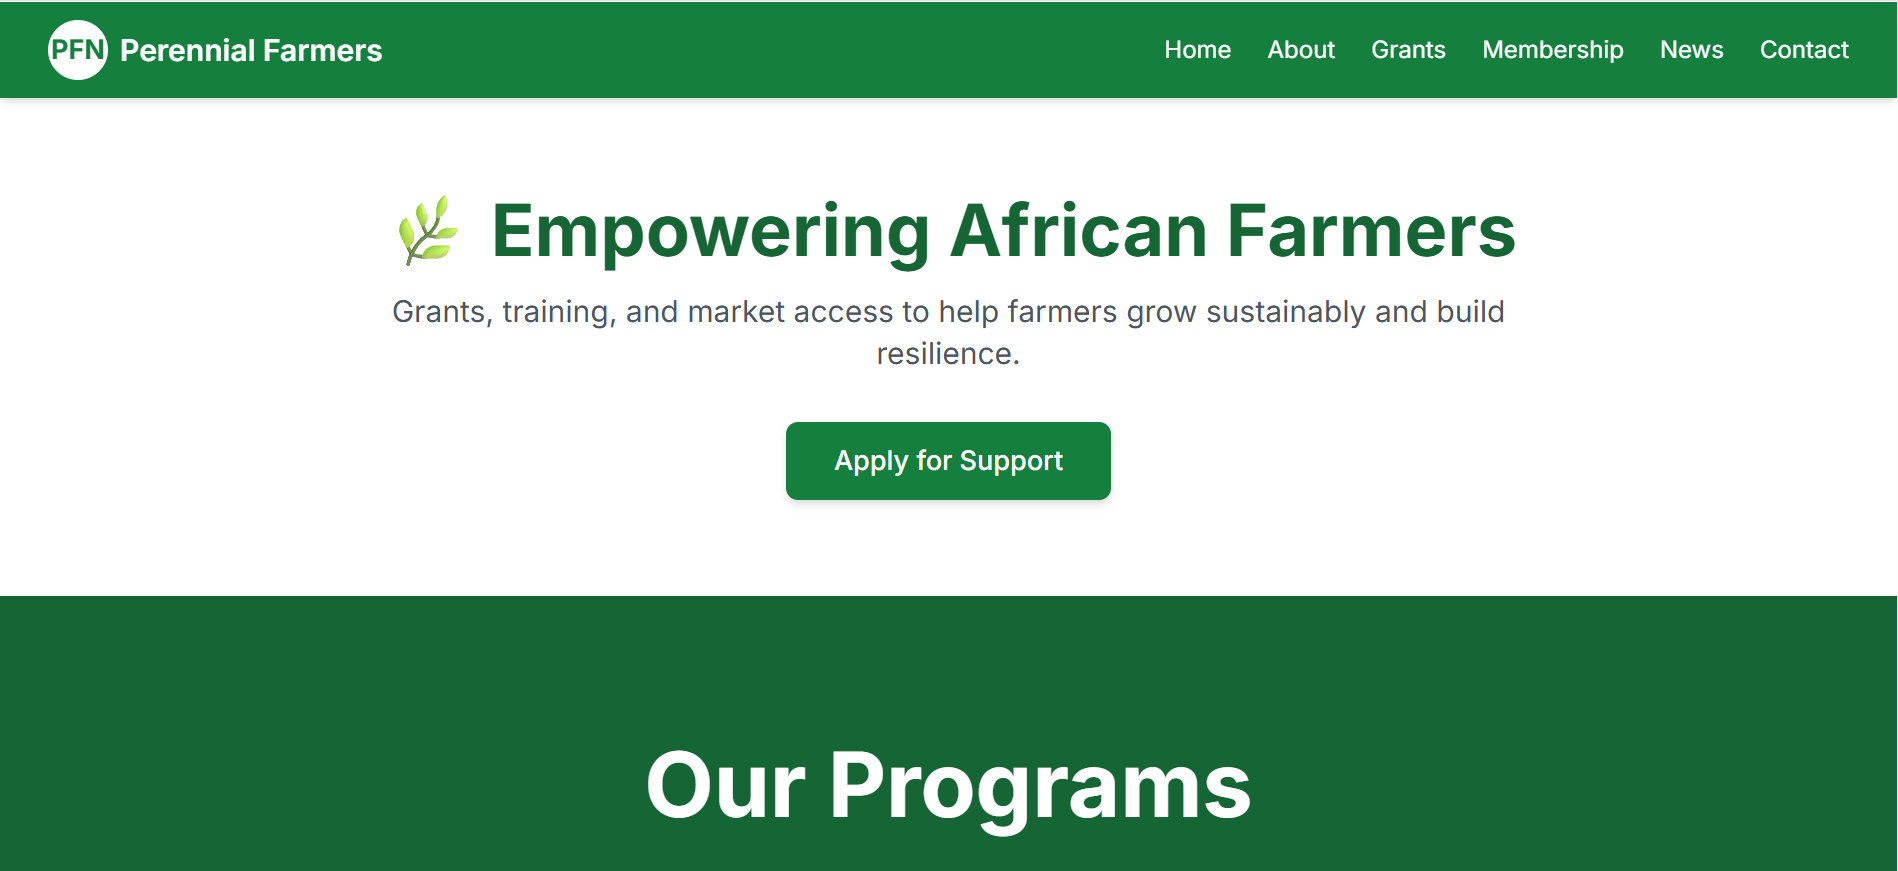 PFN Perennial Farmers
Home About Grants Membership News Contact
🌿 Empowering African Farmers
Grants, training, and market access to help farmers grow sustainably and build
resilience.
Apply for Support
Our Programs